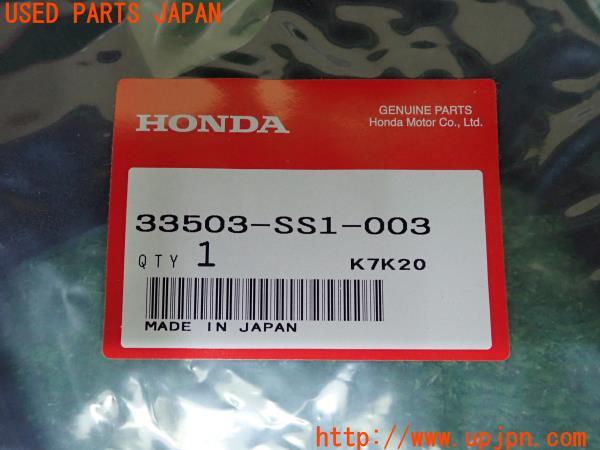 USED PARTS JAPAN
HONDA
GENUINE PARTS
Honda Motor Co., Ltd.
33503-SS1-003
QTY 1 K7K20
MADE IN JAPAN
http://www.upjpn.com